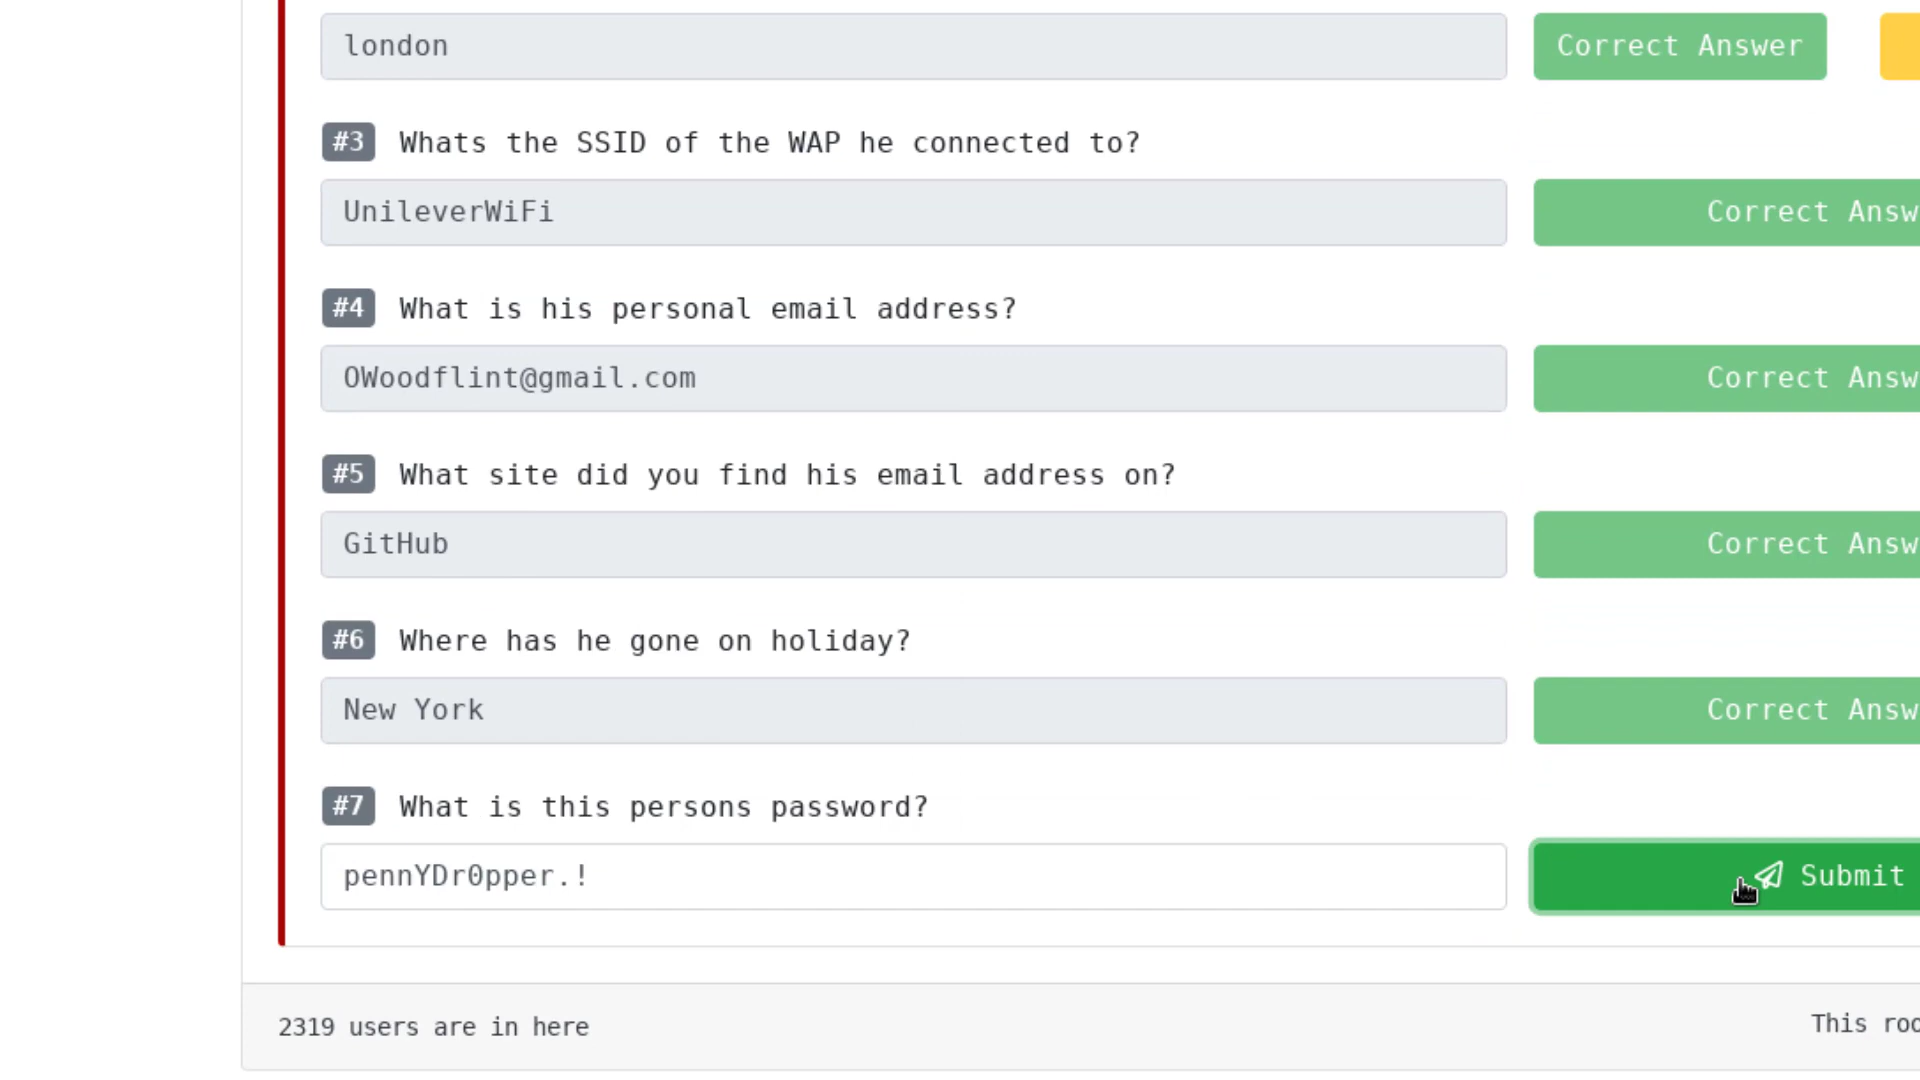 london
Correct Answer
#3 Whats the SSID of the WAP he connected to?
UnileverWiFi
Correct Answ
#4 What is his personal email address?
OWoodflint@gmail.com
Correct Answ
#5 What site did you find his email address on?
GitHub
Correct Answ
#6 Where has he gone on holiday?
New York
Correct Answ
#7 What is this persons password?
pennYDr0pper.!
Submit
2319 users are in here
This roo